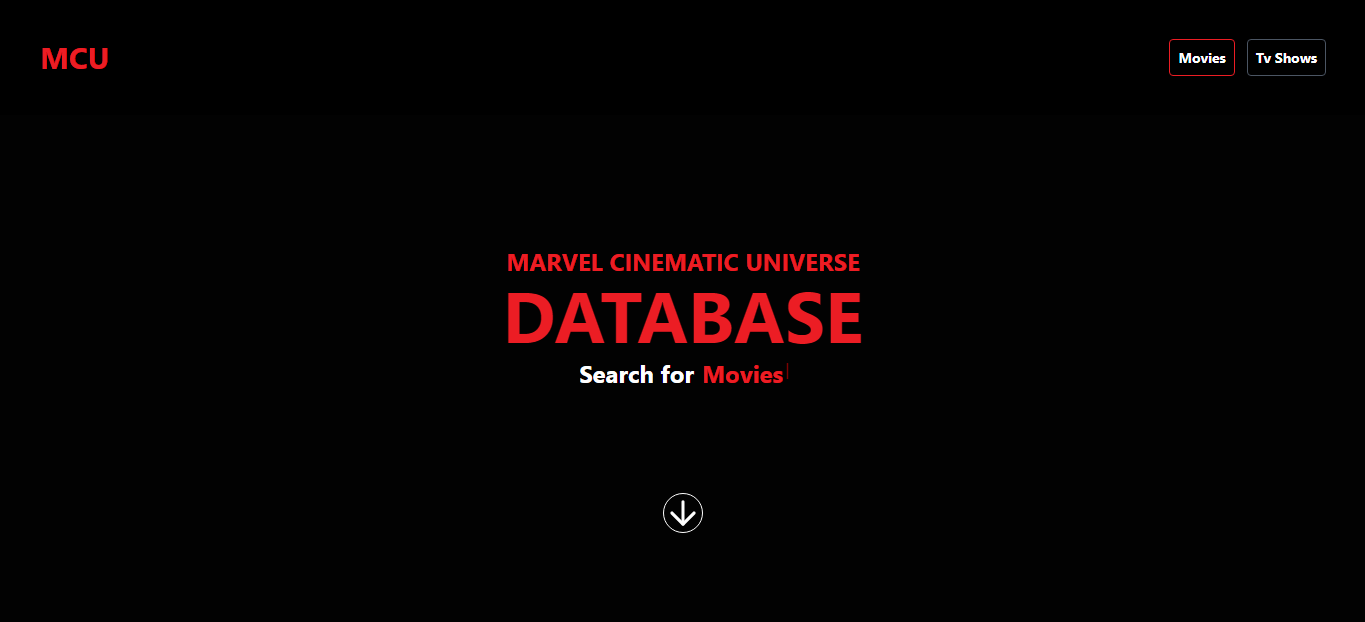 MCU
Movies
Tv Shows
MARVEL CINEMATIC UNIVERSE
DATABASE
Search for Movies